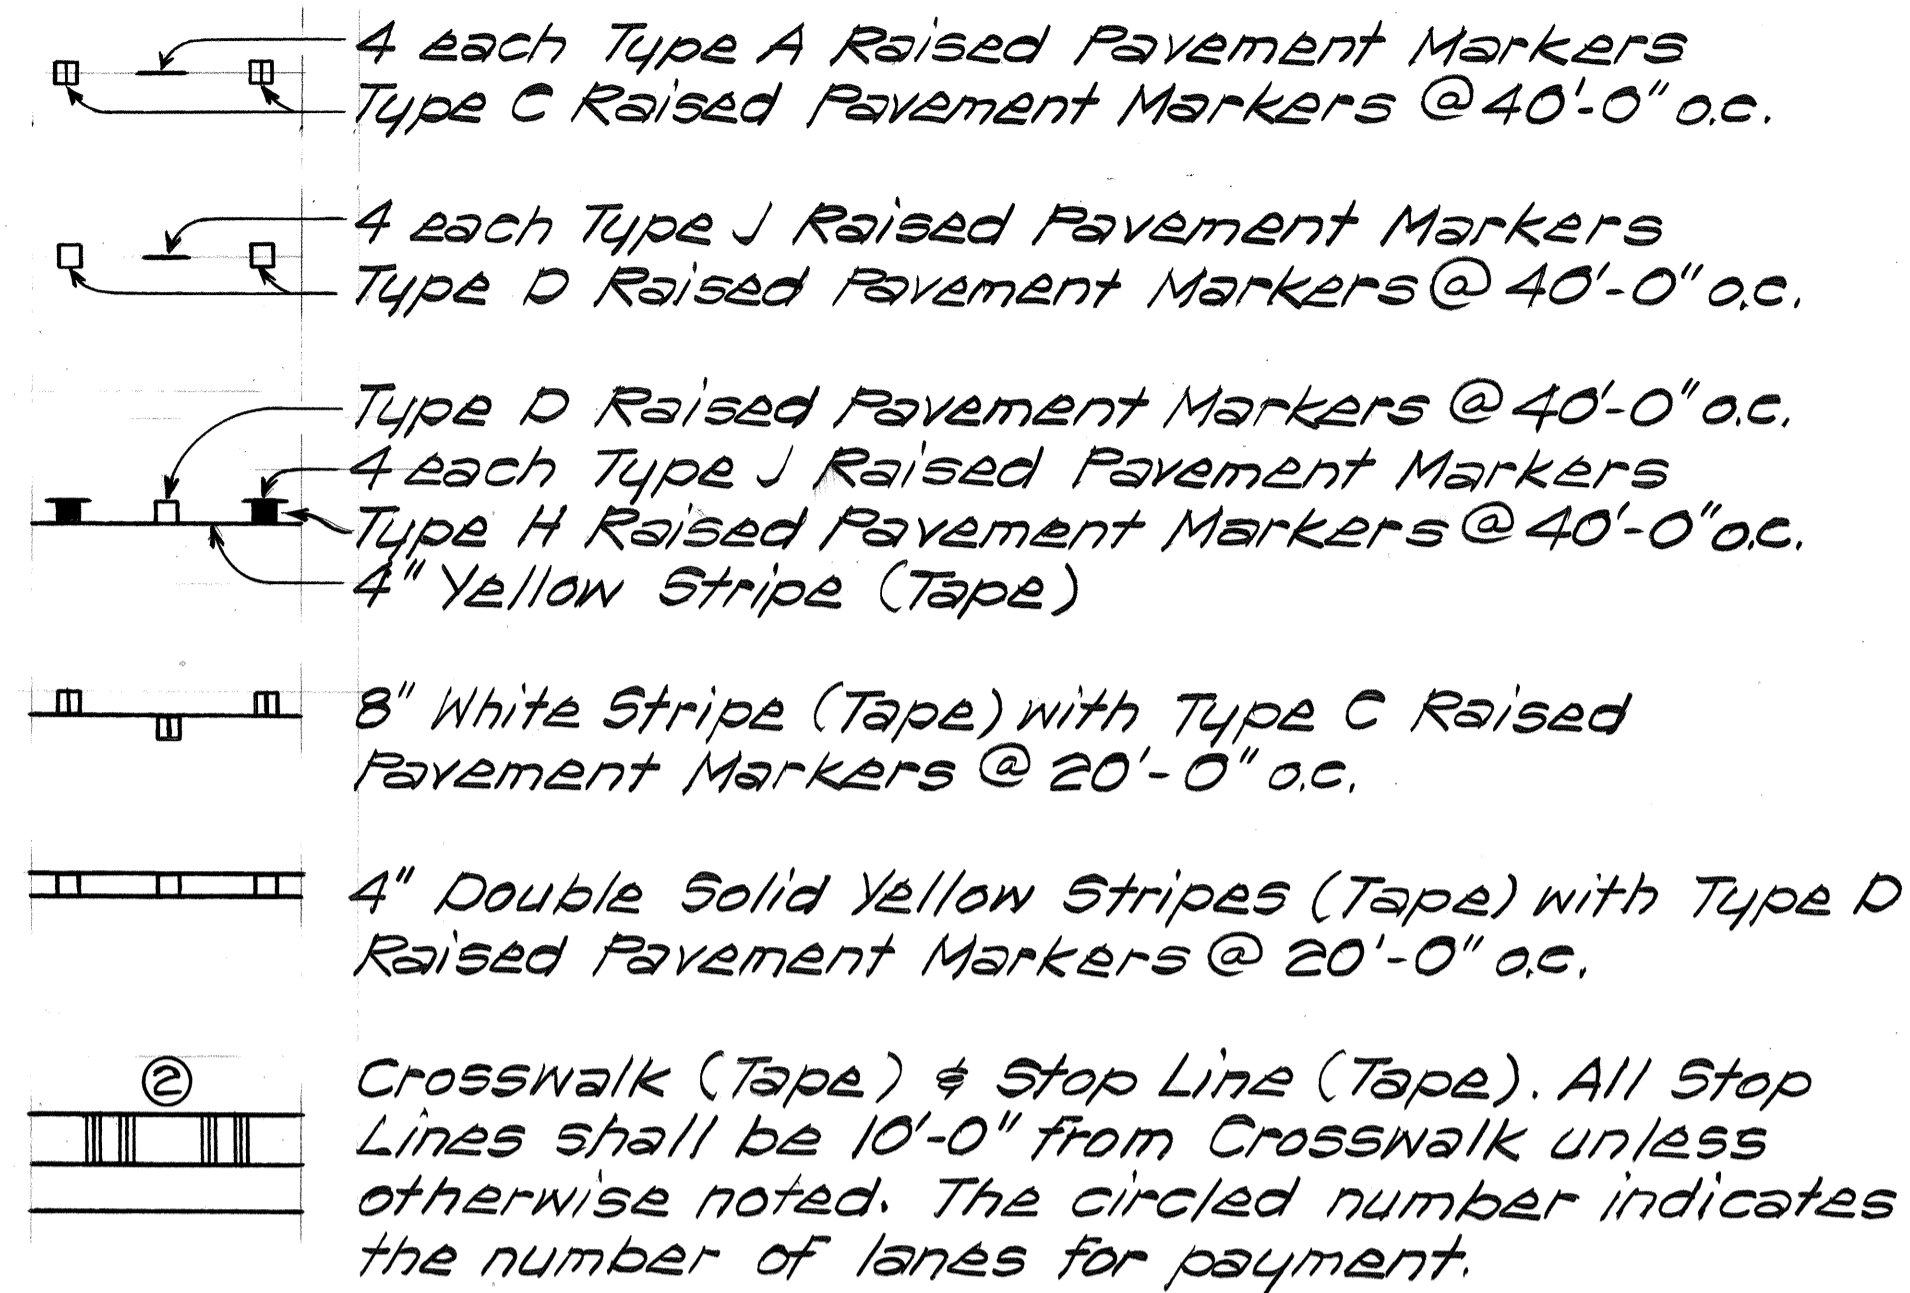 4 each Type A Raised Pavement Markers
Type C Raised Pavement Markers @ 40'-0" o.c.
4 each Type J Raised Pavement Markers
Type D Raised Pavement Markers @ 40'-0" o.c.
Type D Raised Pavement Markers @ 40'-0" o.c.
4 each Type J Raised Pavement Markers
Type H Raised Pavement Markers @ 40'-0" o.c.
4" Yellow Stripe (Tape)
8" White Stripe (Tape) with Type C Raised
Pavement Markers @ 20'-0" o.c.
4" Double Solid Yellow Stripes (Tape) with Type D
Raised Pavement Markers @ 20'-0" o.c.
2
Crosswalk (Tape) & Stop Line (Tape). All Stop
Lines shall be 10'-0" from Crosswalk unless
otherwise noted. The circled number indicates
the number of lanes for payment.